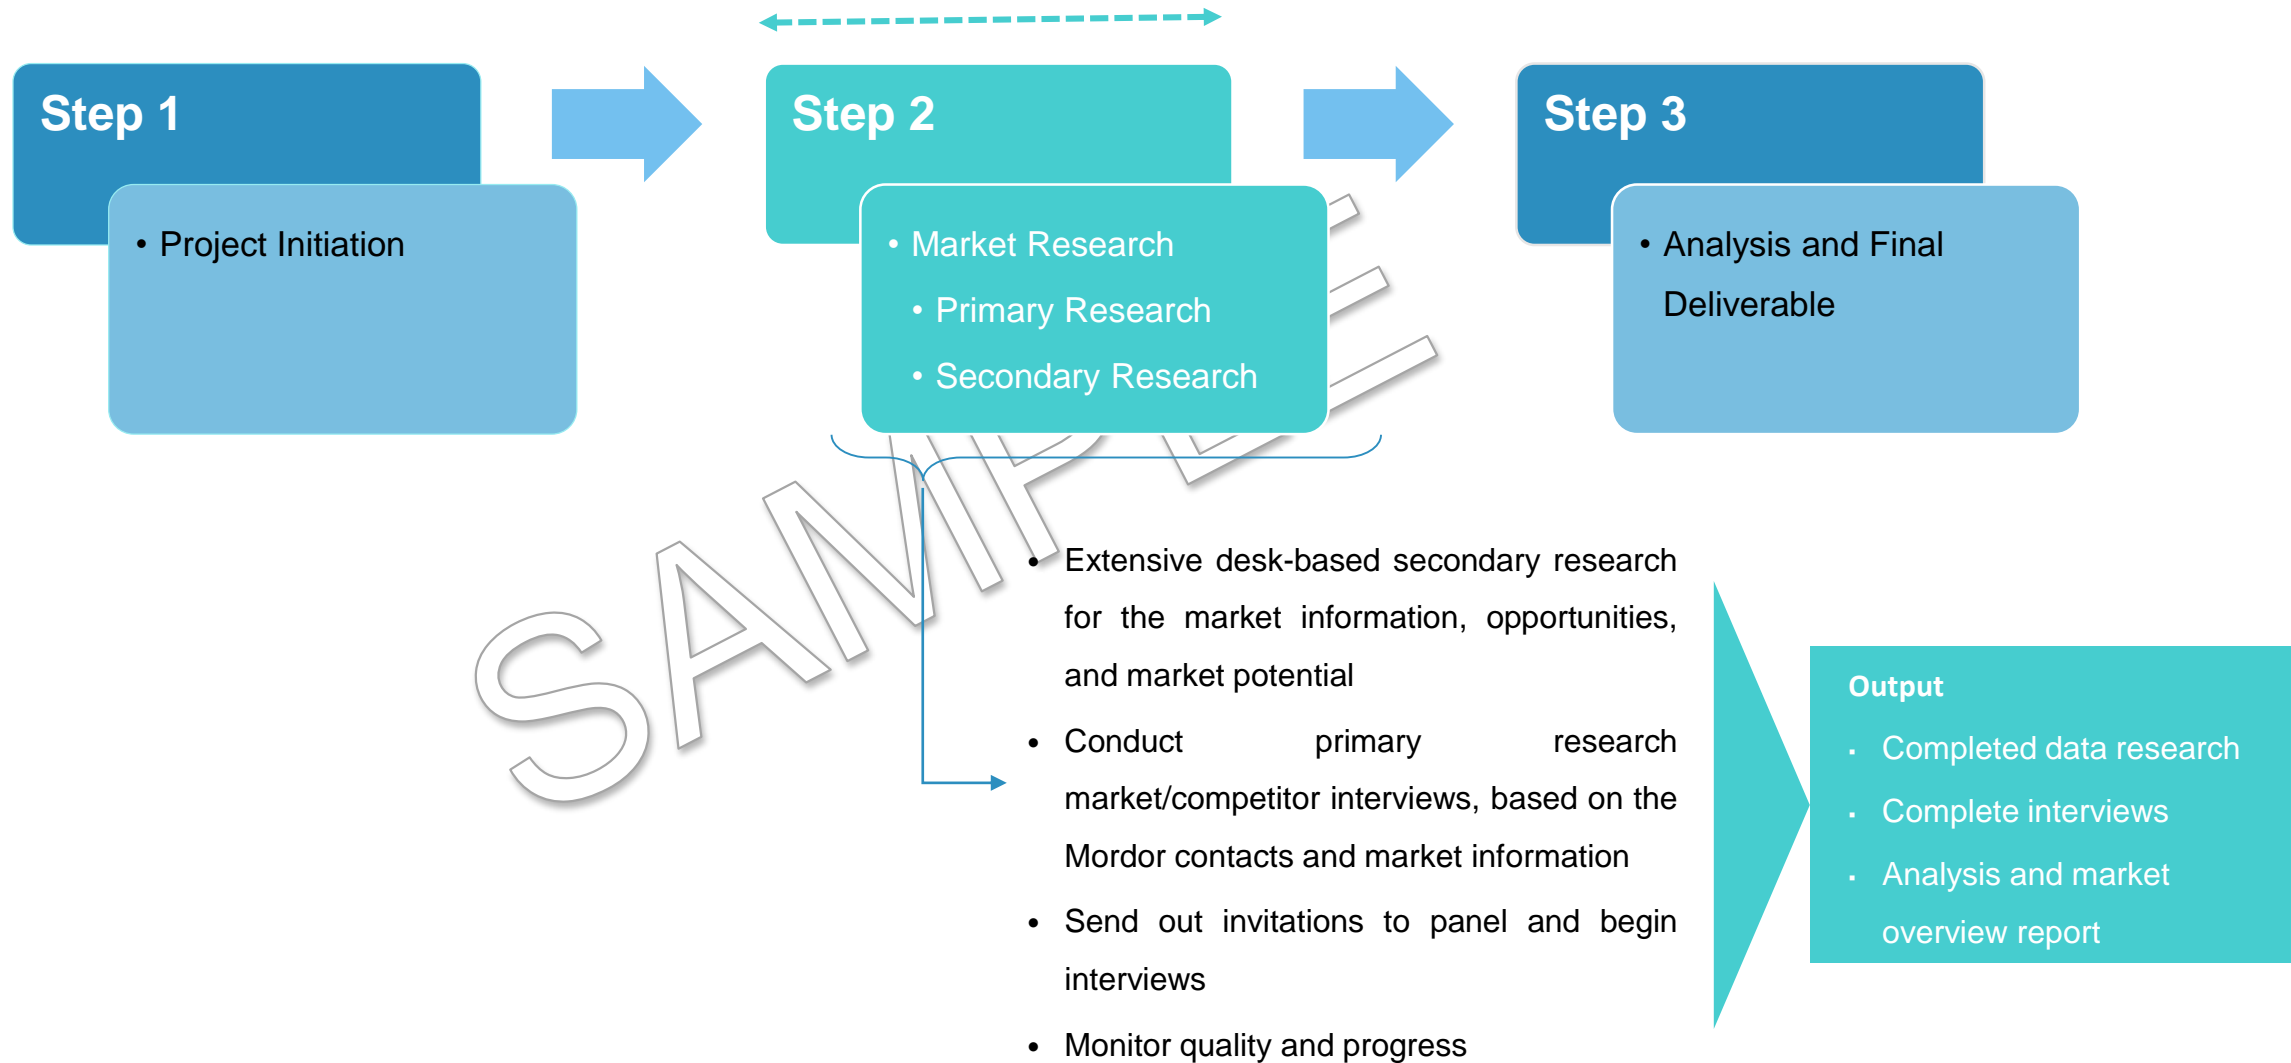 Step 1
• Project Initiation
Step 2
• Market Research
• Primary Research
• Secondary Research
Step 3
• Analysis and Final
Deliverable
SAMPLE
• Extensive desk-based secondary research
for the market information, opportunities,
and market potential
• Conduct primary research
market/competitor interviews, based on the
Mordor contacts and market information
• Send out invitations to panel and begin
interviews
• Monitor quality and progress
Output
▪ Completed data research
▪ Complete interviews
▪ Analysis and market
overview report